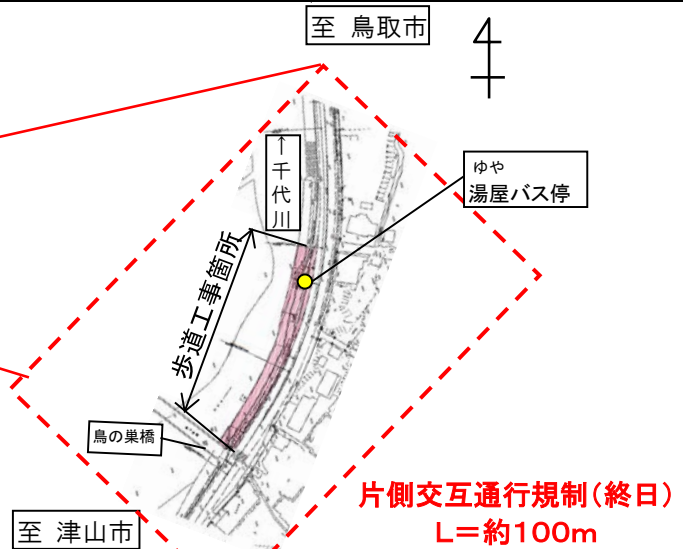 至 鳥取市
↑千代川
ゆや
湯屋バス停
歩道工事箇所
鳥の巣橋
至 津山市
片側交互通行規制(終日)
L=約100m